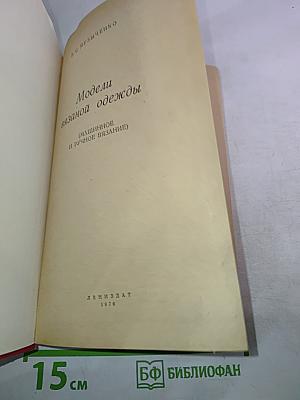 Модели
вязаной одежды
(МАШИННОЕ
И РУЧНОЕ ВЯЗАНИЕ)
ЛЕНИЗДАТ
15 см
БФ БИБЛИОФАН